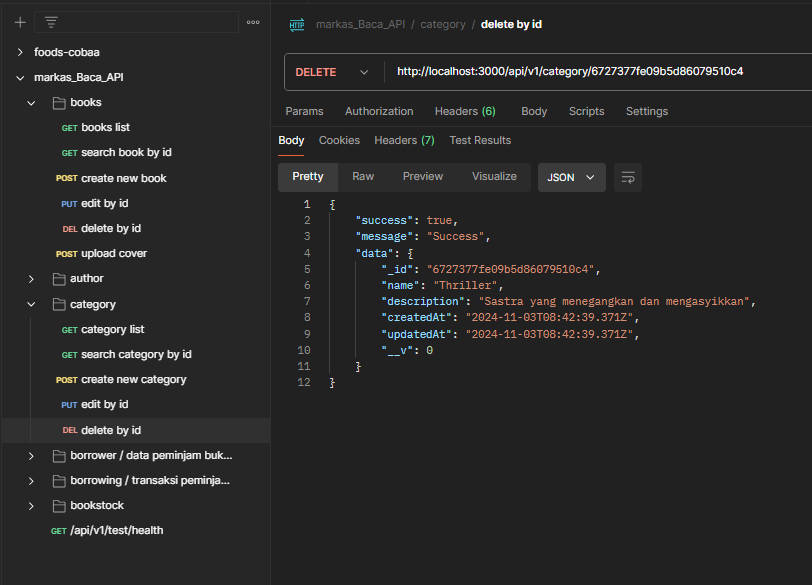 foods-cobaa
markas_Baca_API
books
GET books list
GET search book by id
POST create new book
PUT edit by id
DEL delete by id
POST upload cover
author
category
GET category list
GET search category by id
POST create new category
PUT edit by id
DEL delete by id
borrower / data peminjam buk...
borrowing / transaksi peminja...
bookstock
GET /api/v1/test/health
HTTP markas_Baca_API / category / delete by id
DELETE http://localhost:3000/api/v1/category/6727377fe09b5d86079510c4
Params Authorization Headers (6) Body Scripts Settings
Body Cookies Headers (7) Test Results
Pretty Raw Preview Visualize JSON
1 {
2 "success": true,
3 "message": "Success",
4 "data": {
5 "_id": "6727377fe09b5d86079510c4",
6 "name": "Thriller",
7 "description": "Sastra yang menegangkan dan mengasyikkan",
8 "createdAt": "2024-11-03T08:42:39.371Z",
9 "updatedAt": "2024-11-03T08:42:39.371Z",
10 "__v": 0
11 }
12 }